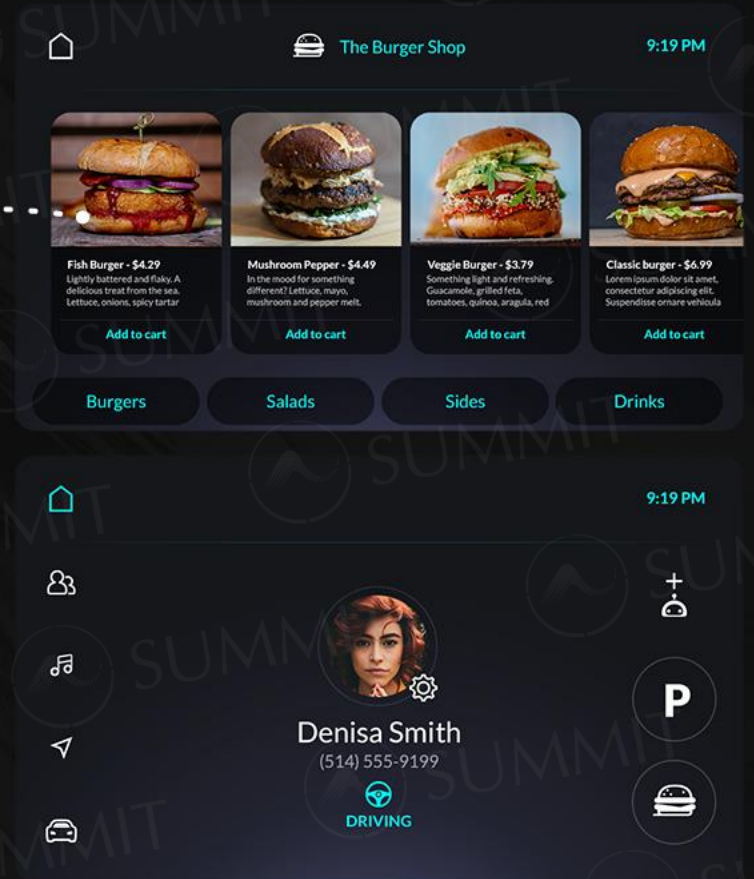 The Burger Shop
9:19 PM
Fish Burger - $4.29
Lightly battered and flaky. A
delicious treat from the sea.
Lettuce, onions, spicy tartar
Add to cart
Mushroom Pepper - $4.49
In the mood for something
different? Lettuce, mayo,
mushroom and pepper melt.
Add to cart
Veggie Burger - $3.79
Something light and refreshing.
Guacamole, grilled feta,
tomatoes, quinoa, aragula, red
Add to cart
Classic burger - $6.99
Lorem ipsum dolor sit amet,
consectetur adipiscing elit.
Suspendisse ornare vehicula
Add to cart
Burgers
Salads
Sides
Drinks
9:19 PM
P
Denisa Smith
(514) 555-9199
DRIVING
SUMMIT
SUMMIT
SUMMIT
SUMMIT
SUMMIT